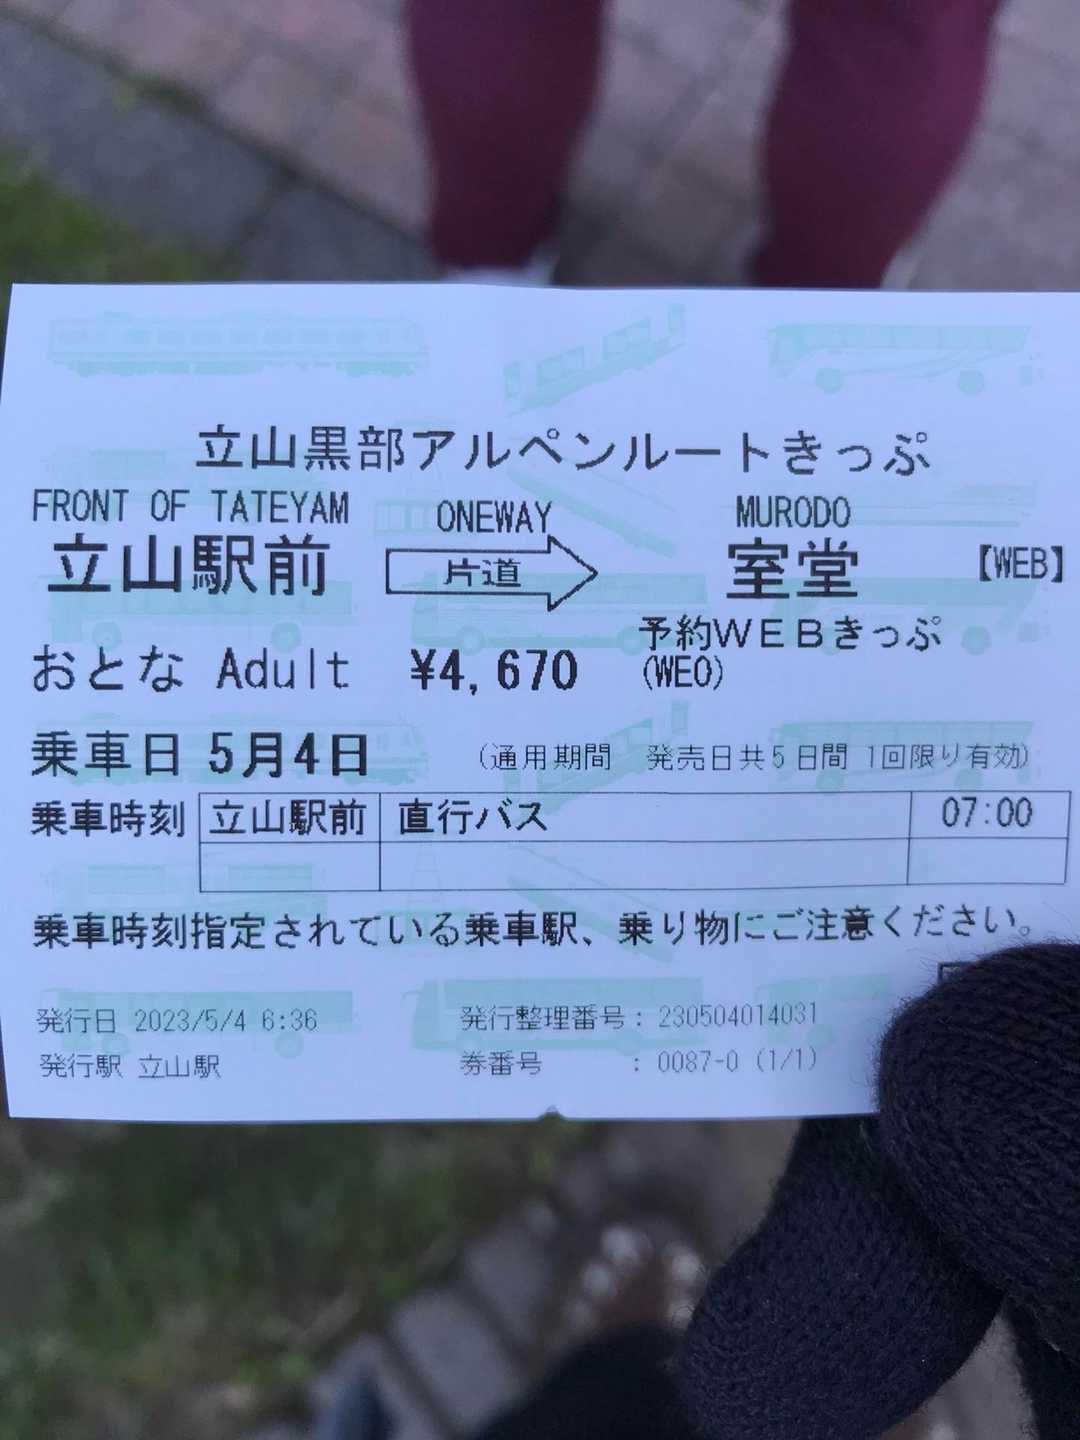 立山黒部アルペンルートきっぷ
FRONT OF TATEYAM ONEWAY MURODO
立山駅前 片道 室堂 【WEB】
予約WEBきっぷ
おとな Adult ¥4,670 (WEO)
乗車日 5月4日 (通用期間 発売日共5日間 1回限り有効)
乗車時刻 立山駅前 直行バス 07:00
乗車時刻指定されている乗車駅、乗り物にご注意ください。
発行日 2023/5/4 6:36 発行整理番号: 230504014031
発行駅 立山駅 券番号 : 0087-0 (1/1)